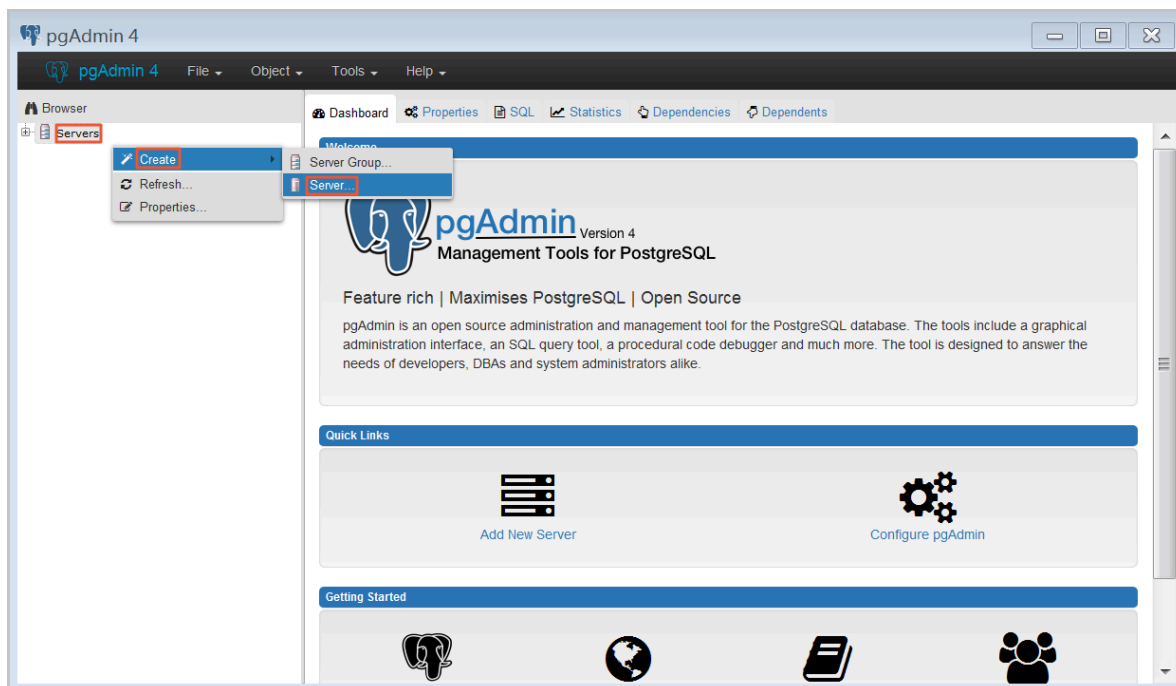 pgAdmin 4
pgAdmin 4 File Object Tools Help
Browser
Servers
Create
Refresh...
Properties...
Server Group...
Server...
Dashboard Properties SQL Statistics Dependencies Dependents
Welcome
pgAdmin Version 4
Management Tools for PostgreSQL
Feature rich | Maximises PostgreSQL | Open Source
pgAdmin is an open source administration and management tool for the PostgreSQL database. The tools include a graphical
administration interface, an SQL query tool, a procedural code debugger and much more. The tool is designed to answer the
needs of developers, DBAs and system administrators alike.
Quick Links
Add New Server
Configure pgAdmin
Getting Started